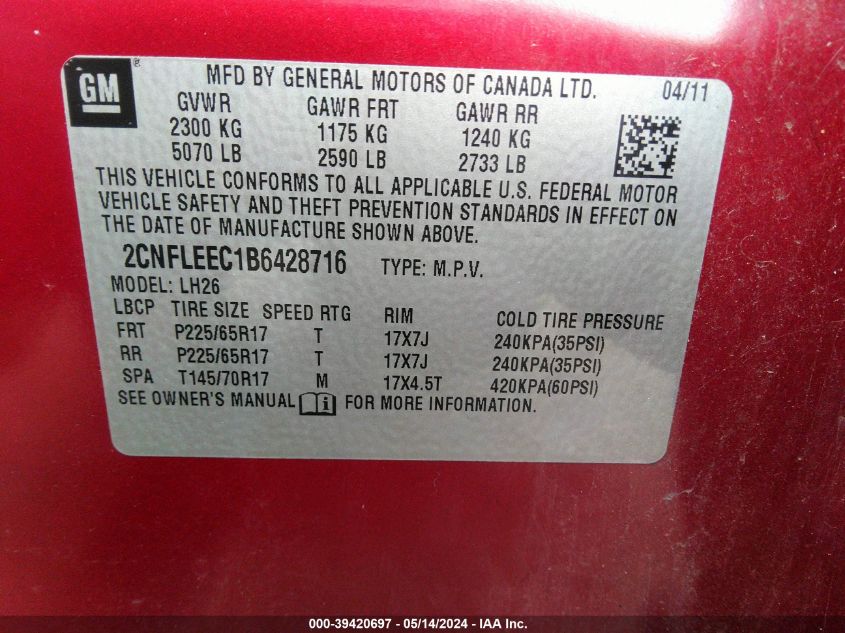 GM ® MFD BY GENERAL MOTORS OF CANADA LTD. 04/11
GVWR GAWR FRT GAWR RR
2300 KG 1175 KG 1240 KG
5070 LB 2590 LB 2733 LB
THIS VEHICLE CONFORMS TO ALL APPLICABLE U.S. FEDERAL MOTOR
VEHICLE SAFETY AND THEFT PREVENTION STANDARDS IN EFFECT ON
THE DATE OF MANUFACTURE SHOWN ABOVE.
2CNFLEEC1B6428716 TYPE: M.P.V.
MODEL: LH26
LBCP TIRE SIZE SPEED RTG RIM COLD TIRE PRESSURE
FRT P225/65R17 T 17X7J 240KPA(35PSI)
RR P225/65R17 T 17X7J 240KPA(35PSI)
SPA T145/70R17 M 17X4.5T 420KPA(60PSI)
SEE OWNER'S MANUAL i FOR MORE INFORMATION.
000-39420697 - 05/14/2024 - IAA Inc.